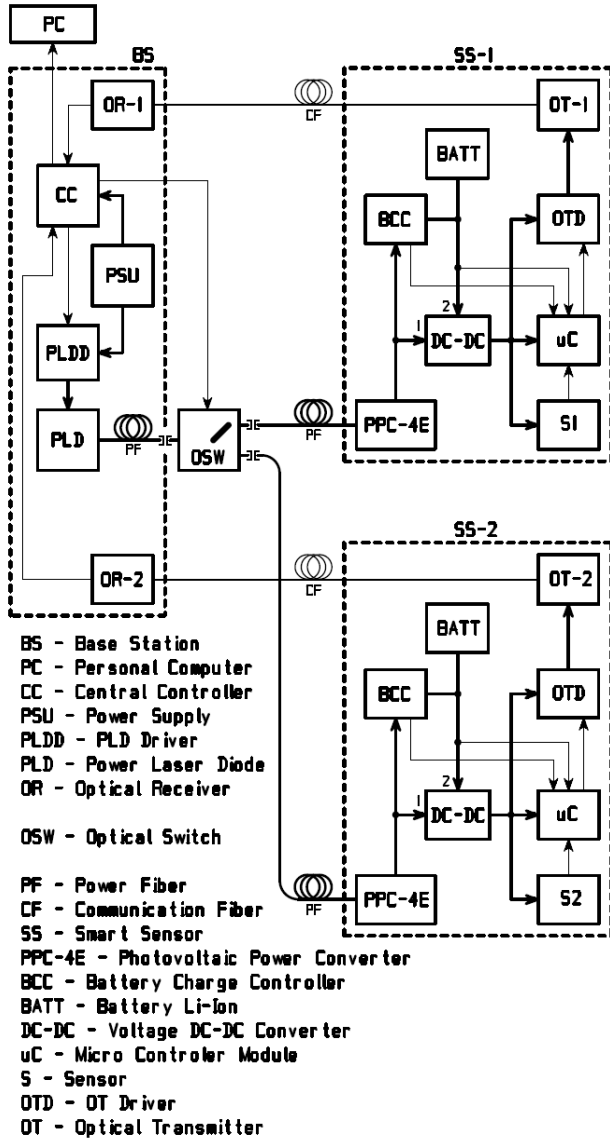 PC
BS
SS-1
OR-1
CF
OT-1
BATT
CC
BCC
OTD
PSU
2
1
DC-DC
uC
PLDD
PLD
PF
OSW
PF
PPC-4E
S1
SS-2
OR-2
CF
OT-2
BATT
BCC
OTD
2
1
DC-DC
uC
PF
PPC-4E
S2
BS - Base Station
PC - Personal Computer
CC - Central Controller
PSU - Power Supply
PLDD - PLD Driver
PLD - Power Laser Diode
OR - Optical Receiver
OSW - Optical Switch
PF - Power Fiber
CF - Communication Fiber
SS - Smart Sensor
PPC-4E - Photovoltaic Power Converter
BCC - Battery Charge Controller
BATT - Battery Li-Ion
DC-DC - Voltage DC-DC Converter
uC - Micro Controler Module
S - Sensor
OTD - OT Driver
OT - Optical Transmitter